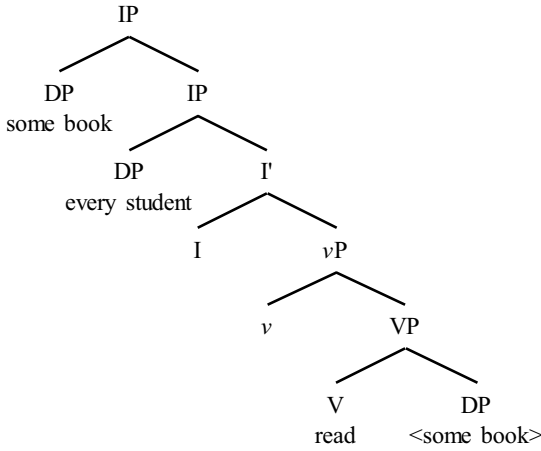 IP
DP IP
some book
DP I'
every student
I vP
v VP
V DP
read <some book>